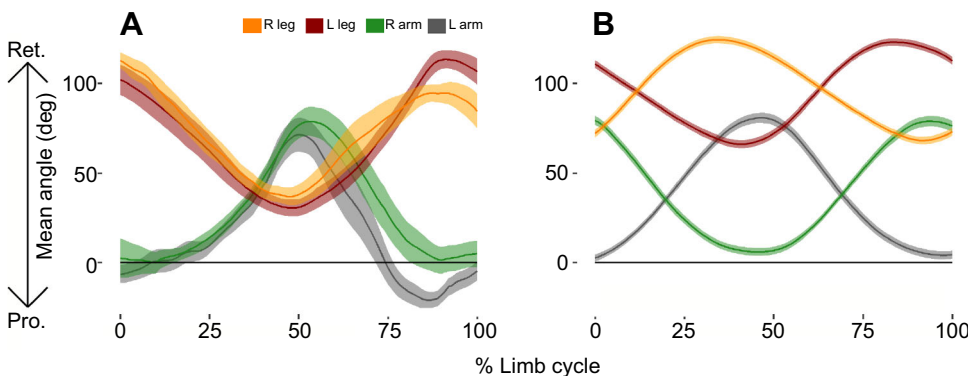 A
R leg L leg R arm L arm
B
Ret.
Mean angle (deg)
Pro.
100
50
0
0 25 50 75 100
100
50
0
0 25 50 75 100
% Limb cycle